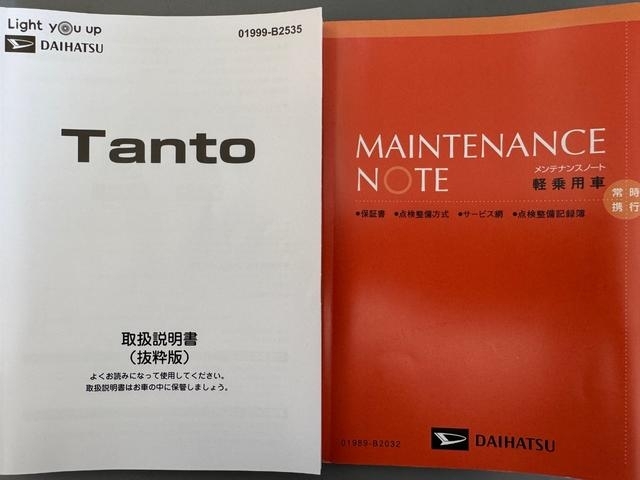 Light you up
DAIHATSU
01999-B2535
Tanto
取扱説明書
（抜粋版）
よくお読みになって使用してください。
取扱説明書はお車の中に保管しましょう。
MAINTENANCE
NOTE
メンテナンスノート
軽乗用車
常時
携行
●保証書 ●点検整備方式 ●サービス網 ●点検整備記録簿
01989-B2032
DAIHATSU